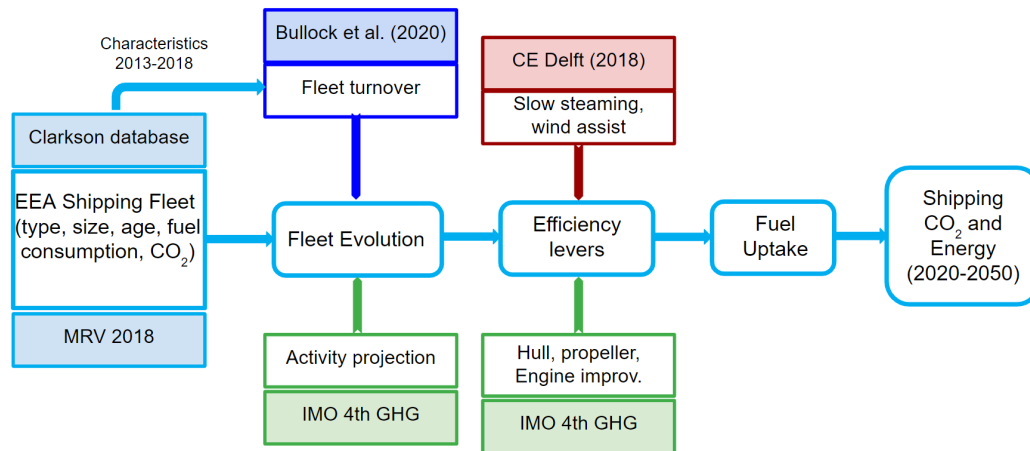 Characteristics
2013-2018
Bullock et al. (2020)
Fleet turnover
CE Delft (2018)
Slow steaming,
wind assist
Clarkson database
EEA Shipping Fleet
(type, size, age, fuel
consumption, CO₂)
MRV 2018
Fleet Evolution
Efficiency
levers
Fuel
Uptake
Shipping
CO₂ and
Energy
(2020-2050)
Activity projection
IMO 4th GHG
Hull, propeller,
Engine improv.
IMO 4th GHG